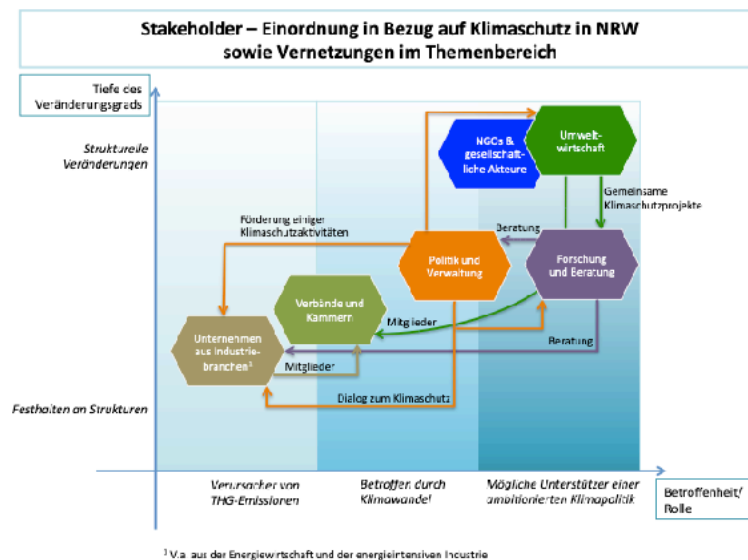 Stakeholder – Einordnung in Bezug auf Klimaschutz in NRW
sowie Vernetzungen im Themenbereich
Tiefe des
Veränderungsgrads
Strukturelle
Veränderungen
NGOs &
gesellschaft-
liche Akteure
Umwelt-
wirtschaft
Gemeinsame
Klimaschutzprojekte
Förderung einiger
Klimaschutzaktivitäten
Beratung
Politik und
Verwaltung
Forschung
und Beratung
Verbände und
Kammern
Mitglieder
Unternehmen
aus Industrie-
branchen¹
Beratung
Mitglieder
Dialog zum Klimaschutz
Festhalten an Strukturen
Verursacher von
THG-Emissionen
Betroffen durch
Klimawandel
Mögliche Unterstützer einer
ambitionierten Klimapolitik
Betroffenheit/
Rolle
¹ V.a. aus der Energiewirtschaft und der energieintensiven Industrie